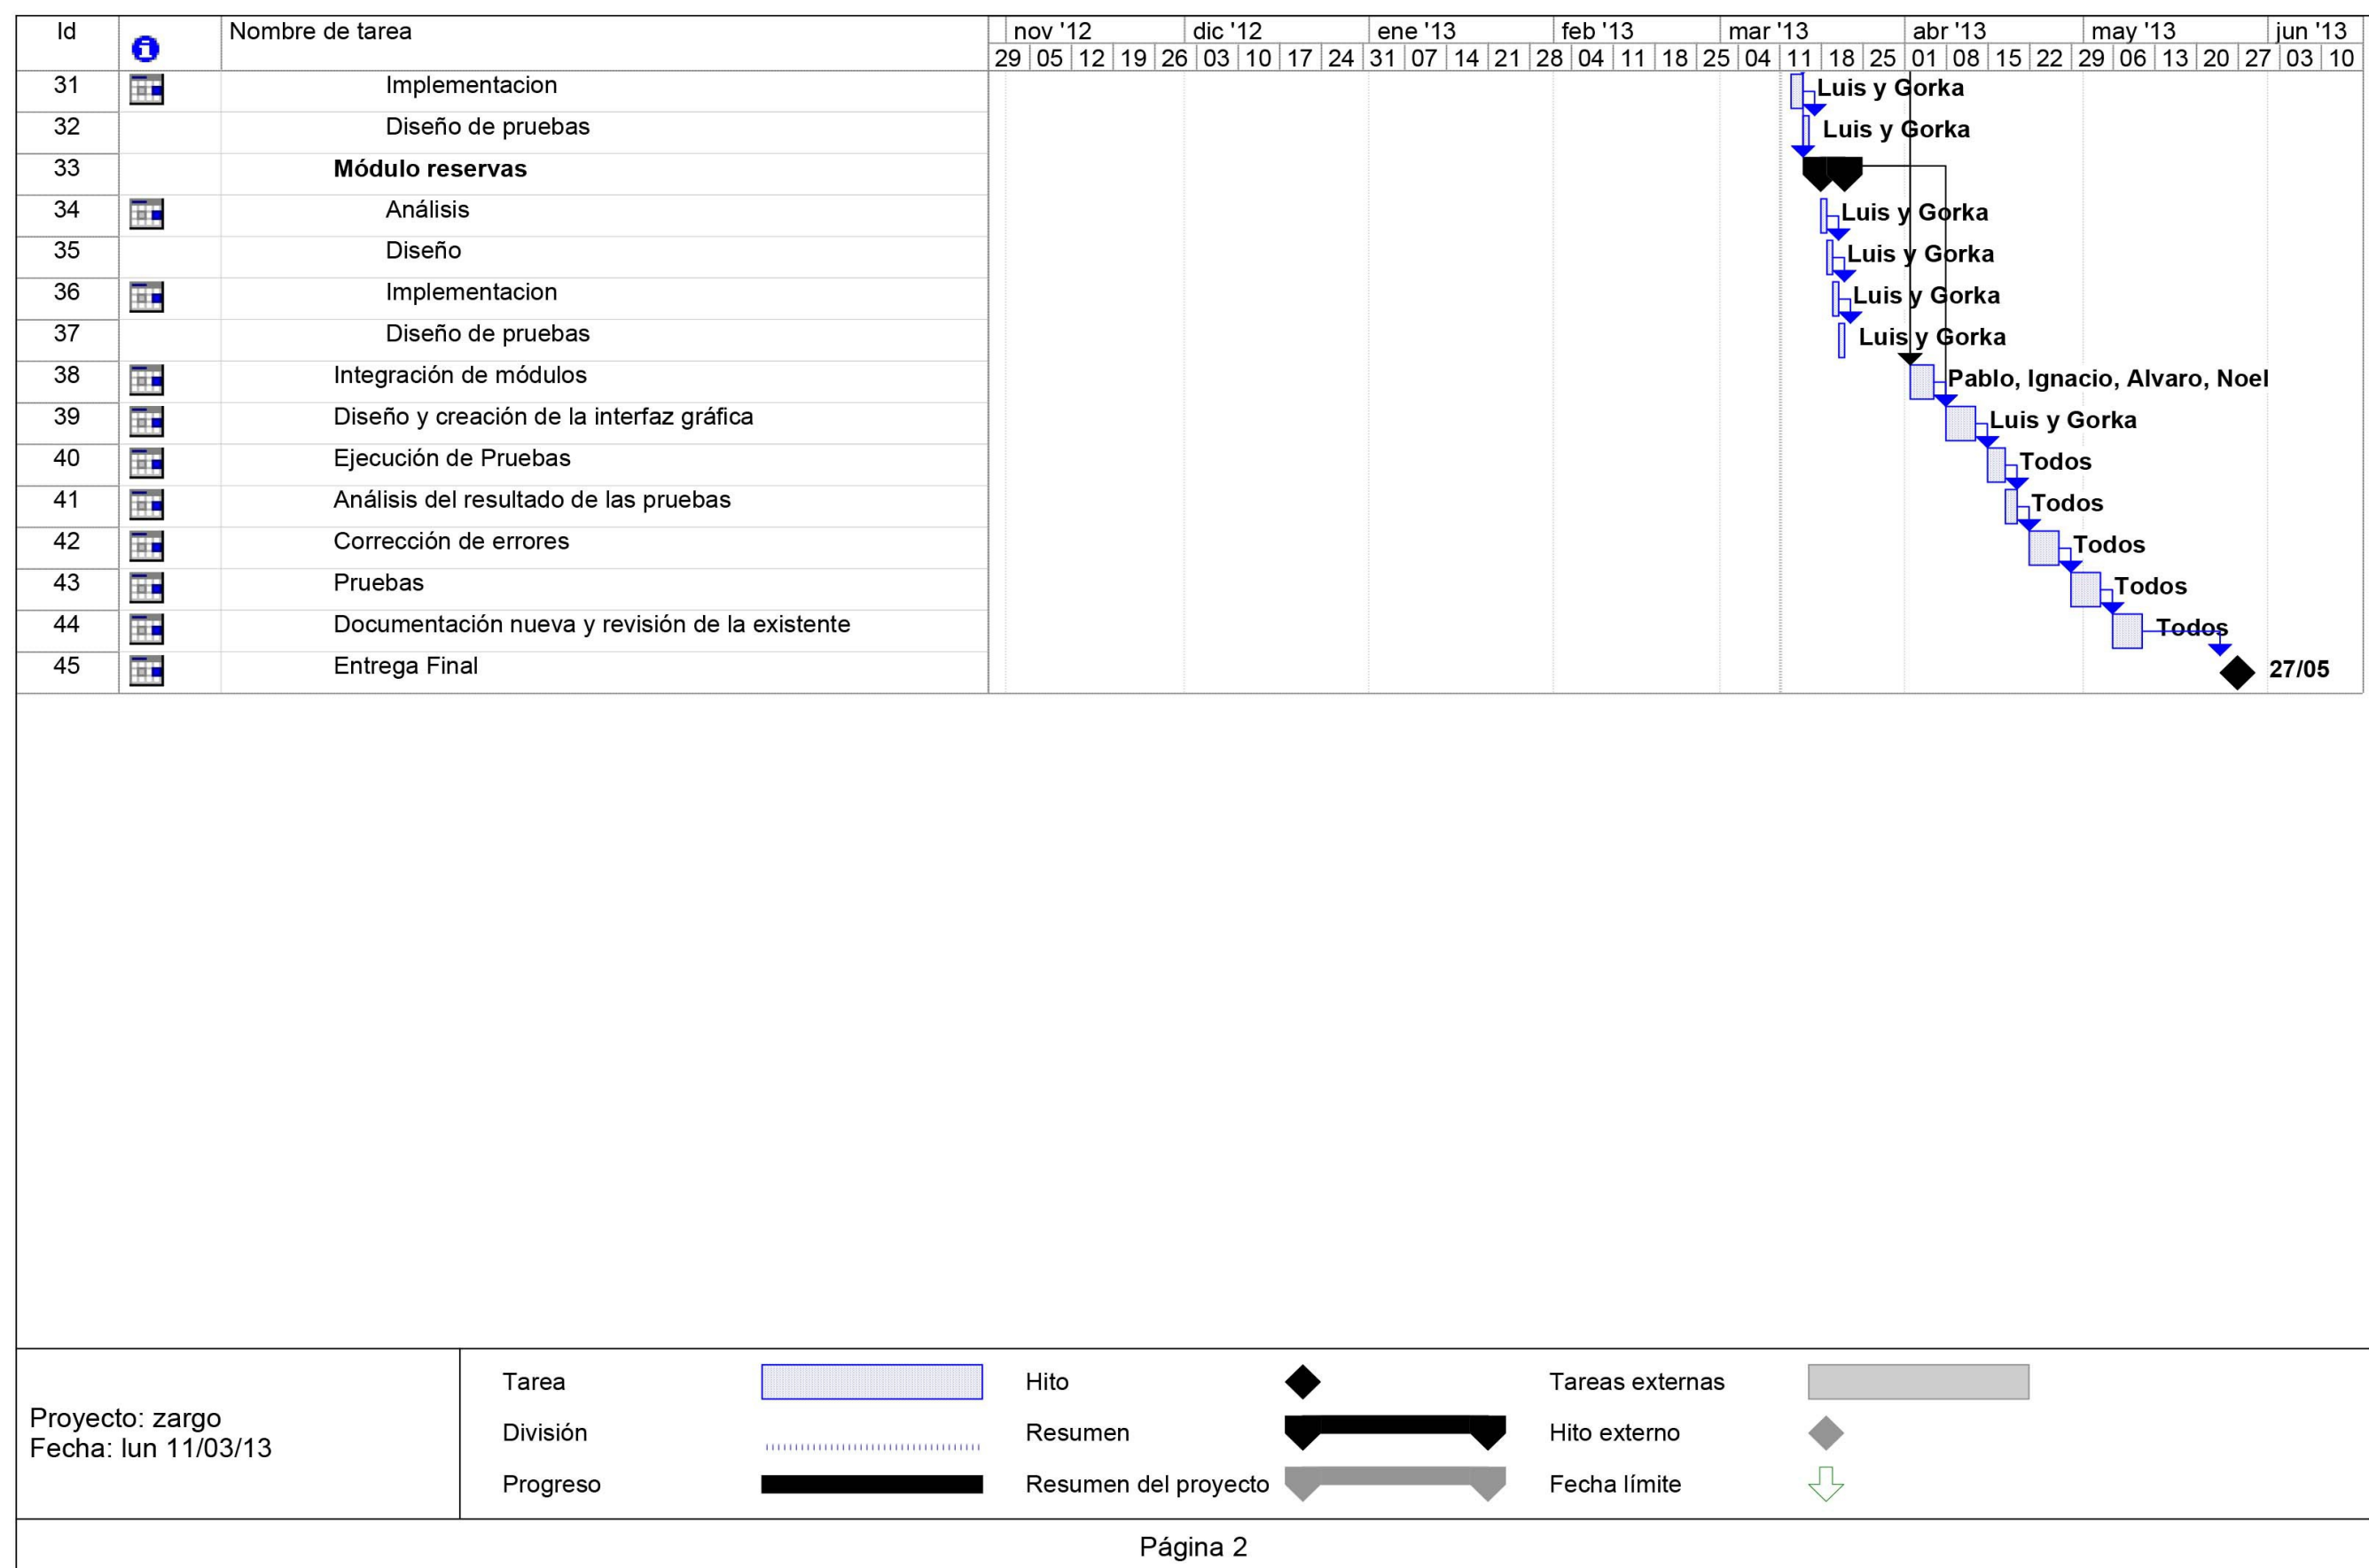 Id Nombre de tarea nov '12 dic '12 ene '13 feb '13 mar '13 abr '13 may '13 jun '13
29 05 12 19 26 03 10 17 24 31 07 14 21 28 04 11 18 25 04 11 18 25 01 08 15 22 29 06 13 20 27 03 10
31 Implementacion Luis y Gorka
32 Diseño de pruebas Luis y Gorka
33 Módulo reservas
34 Análisis Luis y Gorka
35 Diseño Luis y Gorka
36 Implementacion Luis y Gorka
37 Diseño de pruebas Luis y Gorka
38 Integración de módulos Pablo, Ignacio, Alvaro, Noel
39 Diseño y creación de la interfaz gráfica Luis y Gorka
40 Ejecución de Pruebas Todos
41 Análisis del resultado de las pruebas Todos
42 Corrección de errores Todos
43 Pruebas Todos
44 Documentación nueva y revisión de la existente Todos
45 Entrega Final 27/05
Proyecto: zargo
Fecha: lun 11/03/13
Tarea Hito Tareas externas
División Resumen Hito externo
Progreso Resumen del proyecto Fecha límite
Página 2